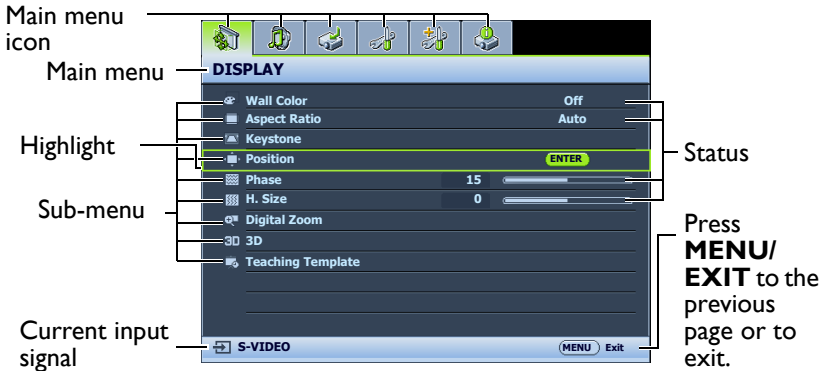 Main menu
icon
Main menu
DISPLAY
Wall Color Off
Aspect Ratio Auto
Keystone
Highlight
Position ENTER
Status
Phase 15
H. Size 0
Sub-menu
Digital Zoom
3D 3D
Teaching Template
Press
MENU/
EXIT to the
previous
page or to
exit.
Current input
signal
S-VIDEO MENU Exit